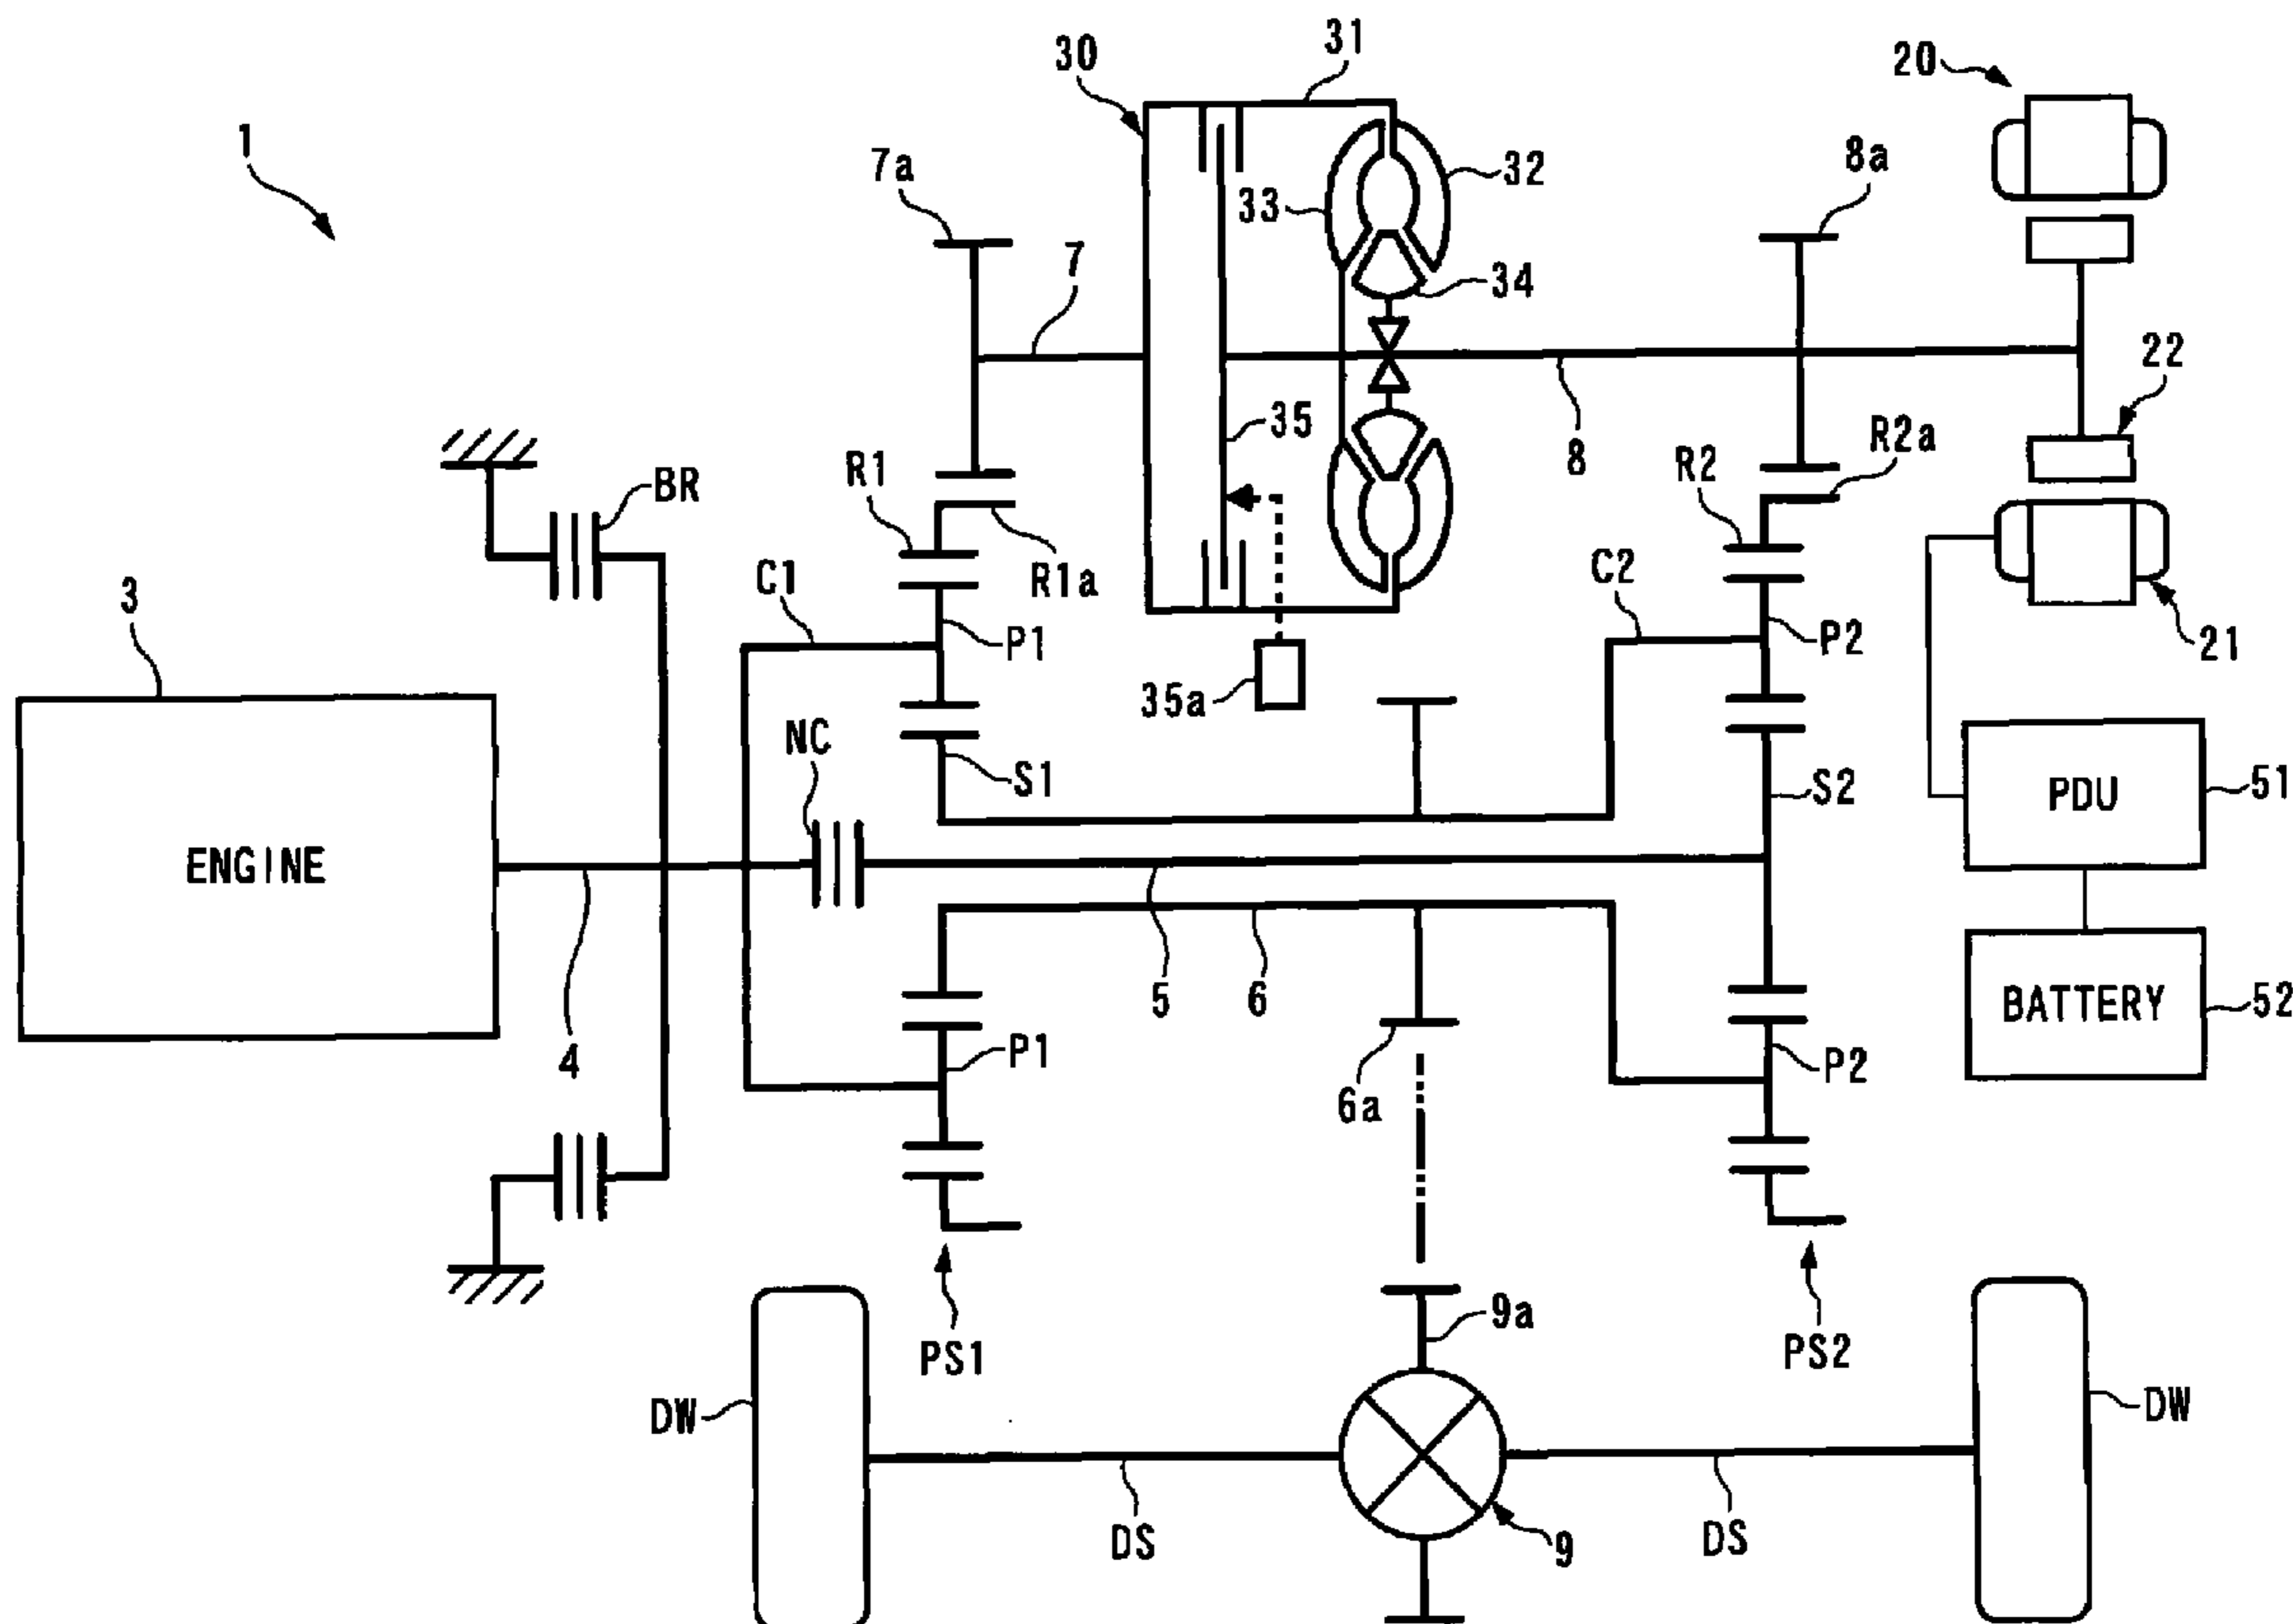 31
30
20
1
7a
8a
32
33
7
34
22
35
R2a
R1
R2
8
BR
C1
R1a
C2
3
P1
P2
21
35a
NC
S1
S2
PDU
51
ENGINE
5
6
BATTERY
52
4
P1
P2
6a
9a
PS1
PS2
DW
DW
DS
DS
9